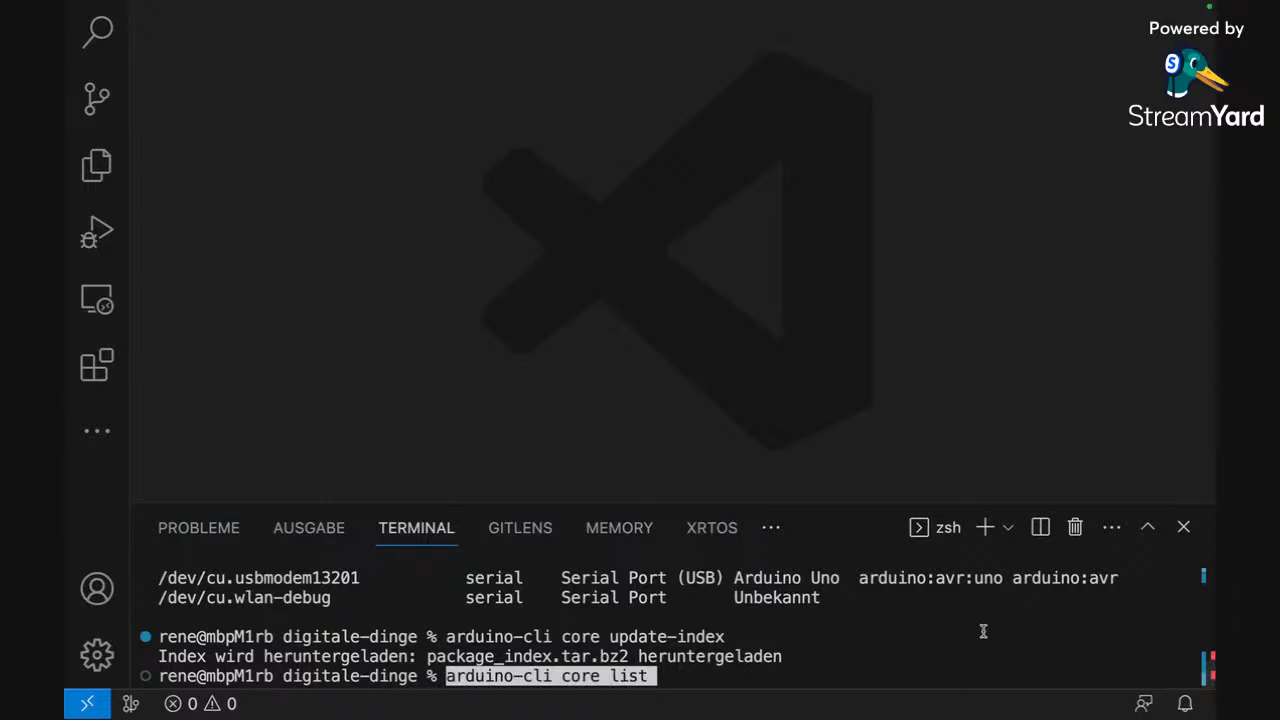 Powered by
StreamYard
PROBLEME AUSGABE TERMINAL GITLENS MEMORY XRTOS ... zsh
/dev/cu.usbmodem13201 serial Serial Port (USB) Arduino Uno arduino:avr:uno arduino:avr
/dev/cu.wlan-debug serial Serial Port Unbekannt
rene@mbpM1rb digitale-dinge % arduino-cli core update-index
Index wird heruntergeladen: package_index.tar.bz2 heruntergeladen
rene@mbpM1rb digitale-dinge % arduino-cli core list
0 0